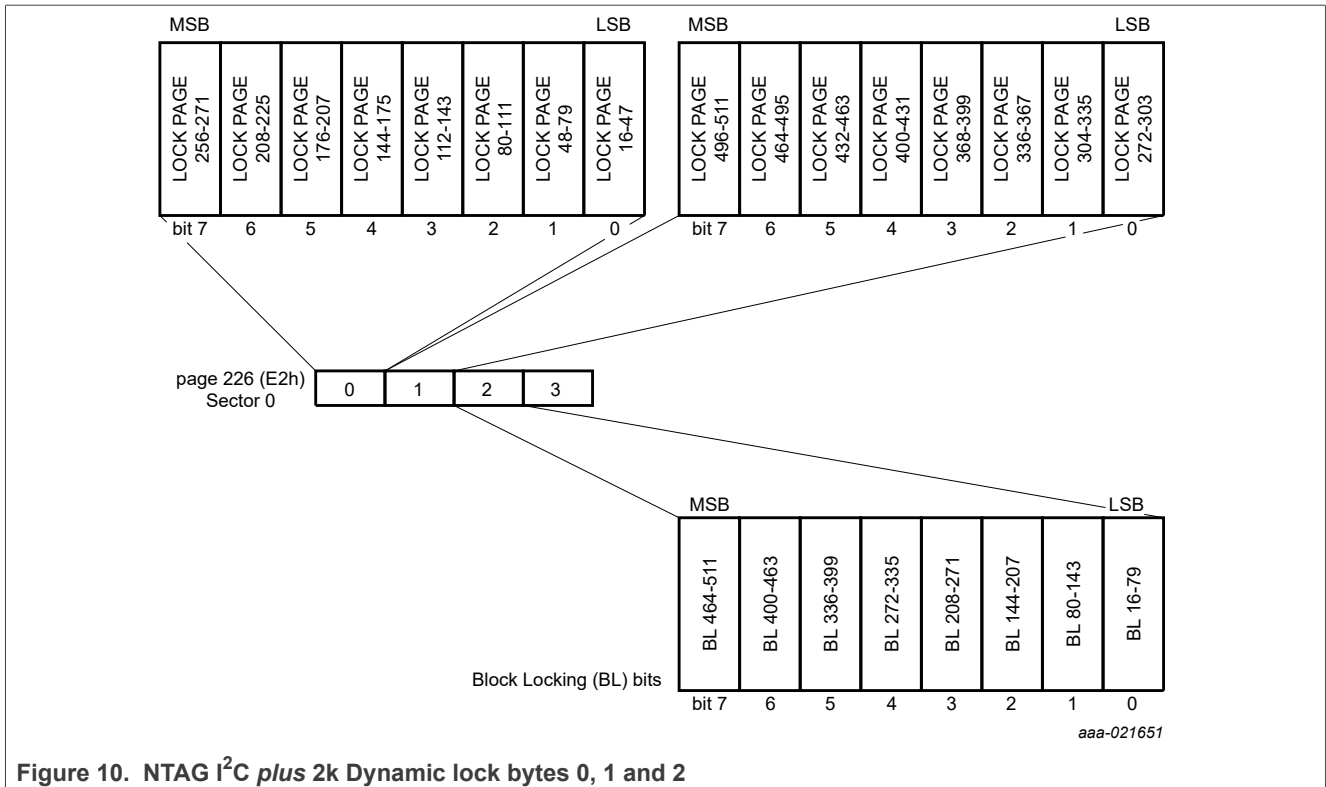 MSB LSB MSB LSB
LOCK PAGE
256-271
LOCK PAGE
208-225
LOCK PAGE
176-207
LOCK PAGE
144-175
LOCK PAGE
112-143
LOCK PAGE
80-111
LOCK PAGE
48-79
LOCK PAGE
16-47
LOCK PAGE
496-511
LOCK PAGE
464-495
LOCK PAGE
432-463
LOCK PAGE
400-431
LOCK PAGE
368-399
LOCK PAGE
336-367
LOCK PAGE
304-335
LOCK PAGE
272-303
bit 7 6 5 4 3 2 1 0 bit 7 6 5 4 3 2 1 0
page 226 (E2h)
Sector 0
0 1 2 3
MSB LSB
BL 464-511
BL 400-463
BL 336-399
BL 272-335
BL 208-271
BL 144-207
BL 80-143
BL 16-79
Block Locking (BL) bits
bit 7 6 5 4 3 2 1 0
aaa-021651
Figure 10. NTAG I²C plus 2k Dynamic lock bytes 0, 1 and 2